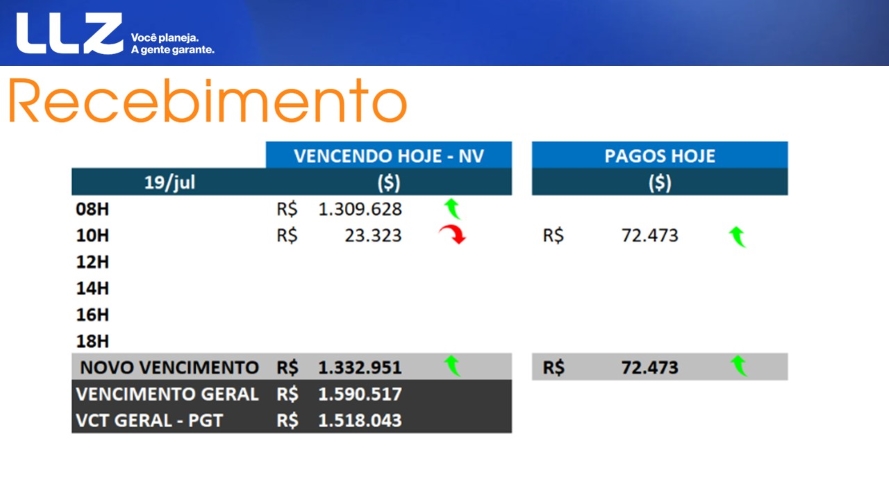 LLZ
Você planeja.
A gente garante.
Recebimento
VENCENDO HOJE - NV PAGOS HOJE
19/jul ($) ($)
08H R$ 1.309.628
10H R$ 23.323 R$ 72.473
12H
14H
16H
18H
NOVO VENCIMENTO R$ 1.332.951 R$ 72.473
VENCIMENTO GERAL R$ 1.590.517
VCT GERAL - PGT R$ 1.518.043